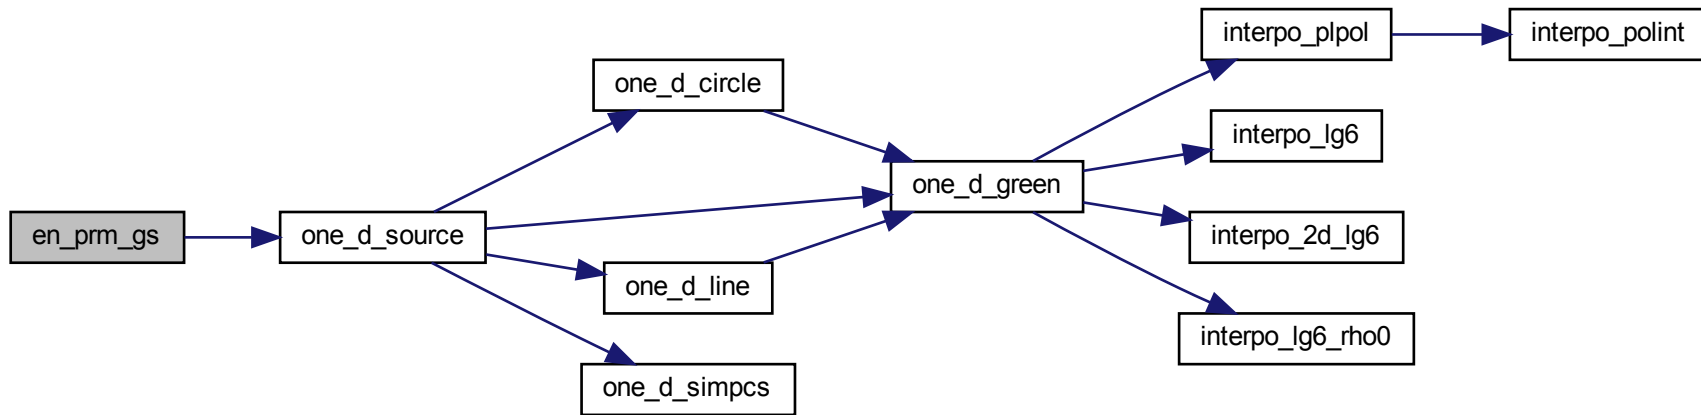 en_prm_gs
one_d_source
one_d_circle
one_d_line
one_d_simpcs
one_d_green
interpo_plpol
interpo_polint
interpo_lg6
interpo_2d_lg6
interpo_lg6_rho0